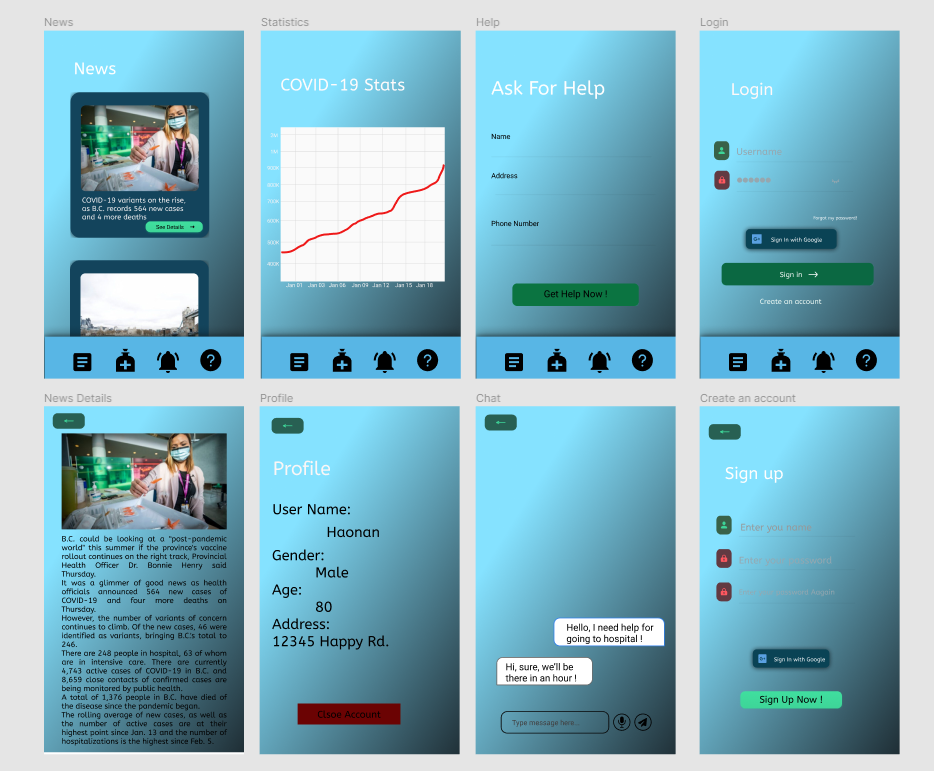 News
Statistics
Help
Login
News
COVID-19 variants on the rise,
as B.C. records 564 new cases
and 4 more deaths
See Details →
COVID-19 Stats
900K
800K
700K
600K
500K
400K
Jan 01 Jan 03 Jan 06 Jan 09 Jan 12 Jan 15 Jan 18
Ask For Help
Name
Address
Phone Number
Get Help Now !
Login
Username
Forgot my password!
G+ Sign In with Google
Sign in →
Create an account
News Details
Profile
Chat
Create an account
←
B.C. could be looking at a "post-pandemic
world" this summer if the province's vaccine
rollout continues on the right track, Provincial
Health Officer Dr. Bonnie Henry said
Thursday.
It was a glimmer of good news as health
officials announced 564 new cases of
COVID-19 and four more deaths on
Thursday.
However, the number of variants of concern
continues to climb. Of the new cases, 46 were
identified as variants, bringing B.C.'s total to
246.
There are 248 people in hospital, 63 of whom
are in intensive care. There are currently
4,743 active cases of COVID-19 in B.C. and
8,659 close contacts of confirmed cases are
being monitored by public health.
A total of 1,376 people in B.C. have died of
the disease since the pandemic began.
The rolling average of new cases, as well as
the number of active cases are at their
highest point since Jan. 13 and the number of
hospitalizations is the highest since Feb. 5.
←
Profile
User Name:
Haonan
Gender:
Male
Age:
80
Address:
12345 Happy Rd.
Close Account
←
Hello, I need help for
going to hospital !
Hi, sure, we'll be
there in an hour !
Type message here...
←
Sign up
Enter you name
Enter your password
password Aagain
G+ Sign In with Google
Sign Up Now !